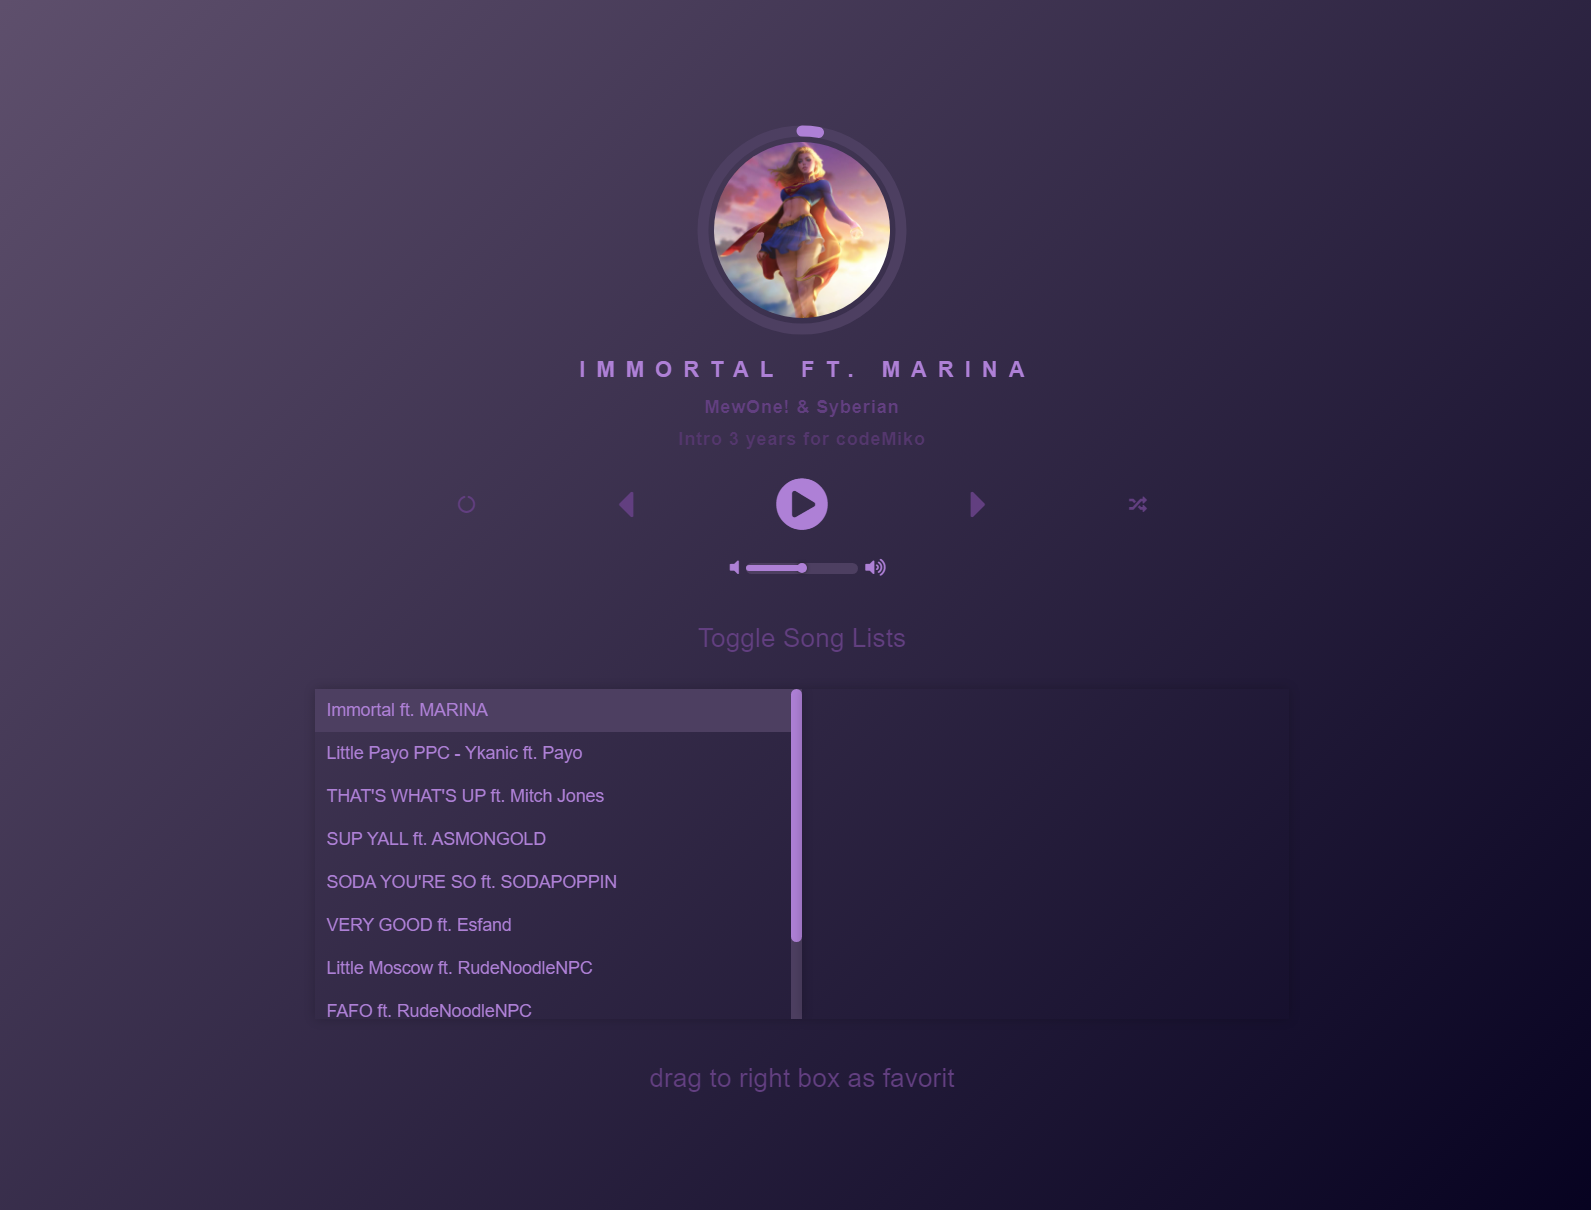 IMMORTAL FT. MARINA
MewOne! & Syberian
Intro 3 years for codeMiko
Toggle Song Lists
Immortal ft. MARINA
Little Payo PPC - Ykanic ft. Payo
THAT'S WHAT'S UP ft. Mitch Jones
SUP YALL ft. ASMONGOLD
SODA YOU'RE SO ft. SODAPOPPIN
VERY GOOD ft. Esfand
Little Moscow ft. RudeNoodleNPC
FAFO ft. RudeNoodleNPC
drag to right box as favorit